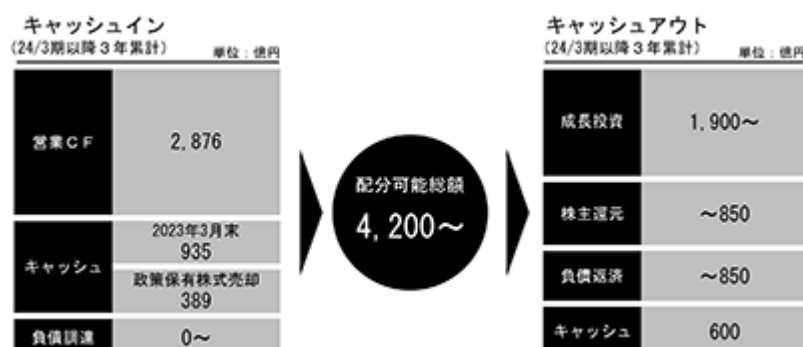 キャッシュイン
(24/3期以降3年累計) 単位：億円
営業CF 2,876
キャッシュ
2023年3月末
935
政策保有株式売却
389
負債調達 0～
配分可能総額
4,200～
キャッシュアウト
(24/3期以降3年累計) 単位：億円
成長投資 1,900～
株主還元 ～850
負債返済 ～850
キャッシュ 600